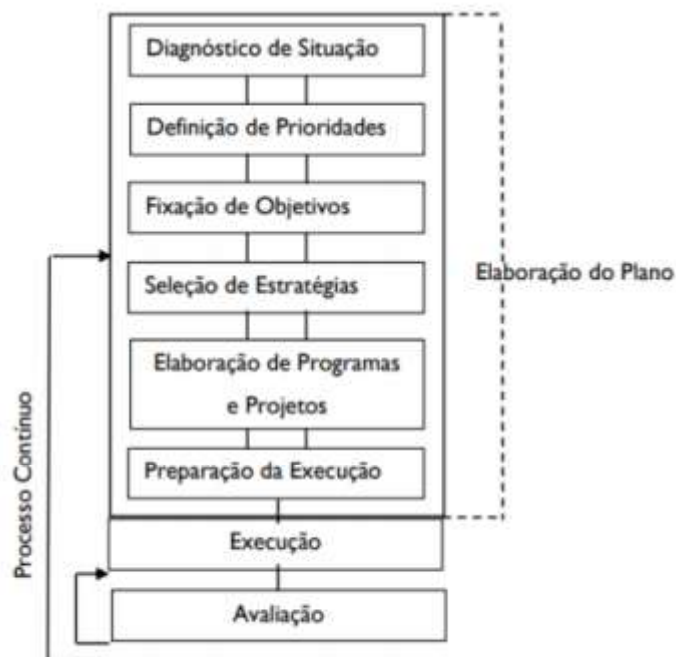 Diagnóstico de Situação
Definição de Prioridades
Fixação de Objetivos
Seleção de Estratégias
Elaboração de Programas
e Projetos
Preparação da Execução
Execução
Avaliação
Elaboração do Plano
Processo Contínuo